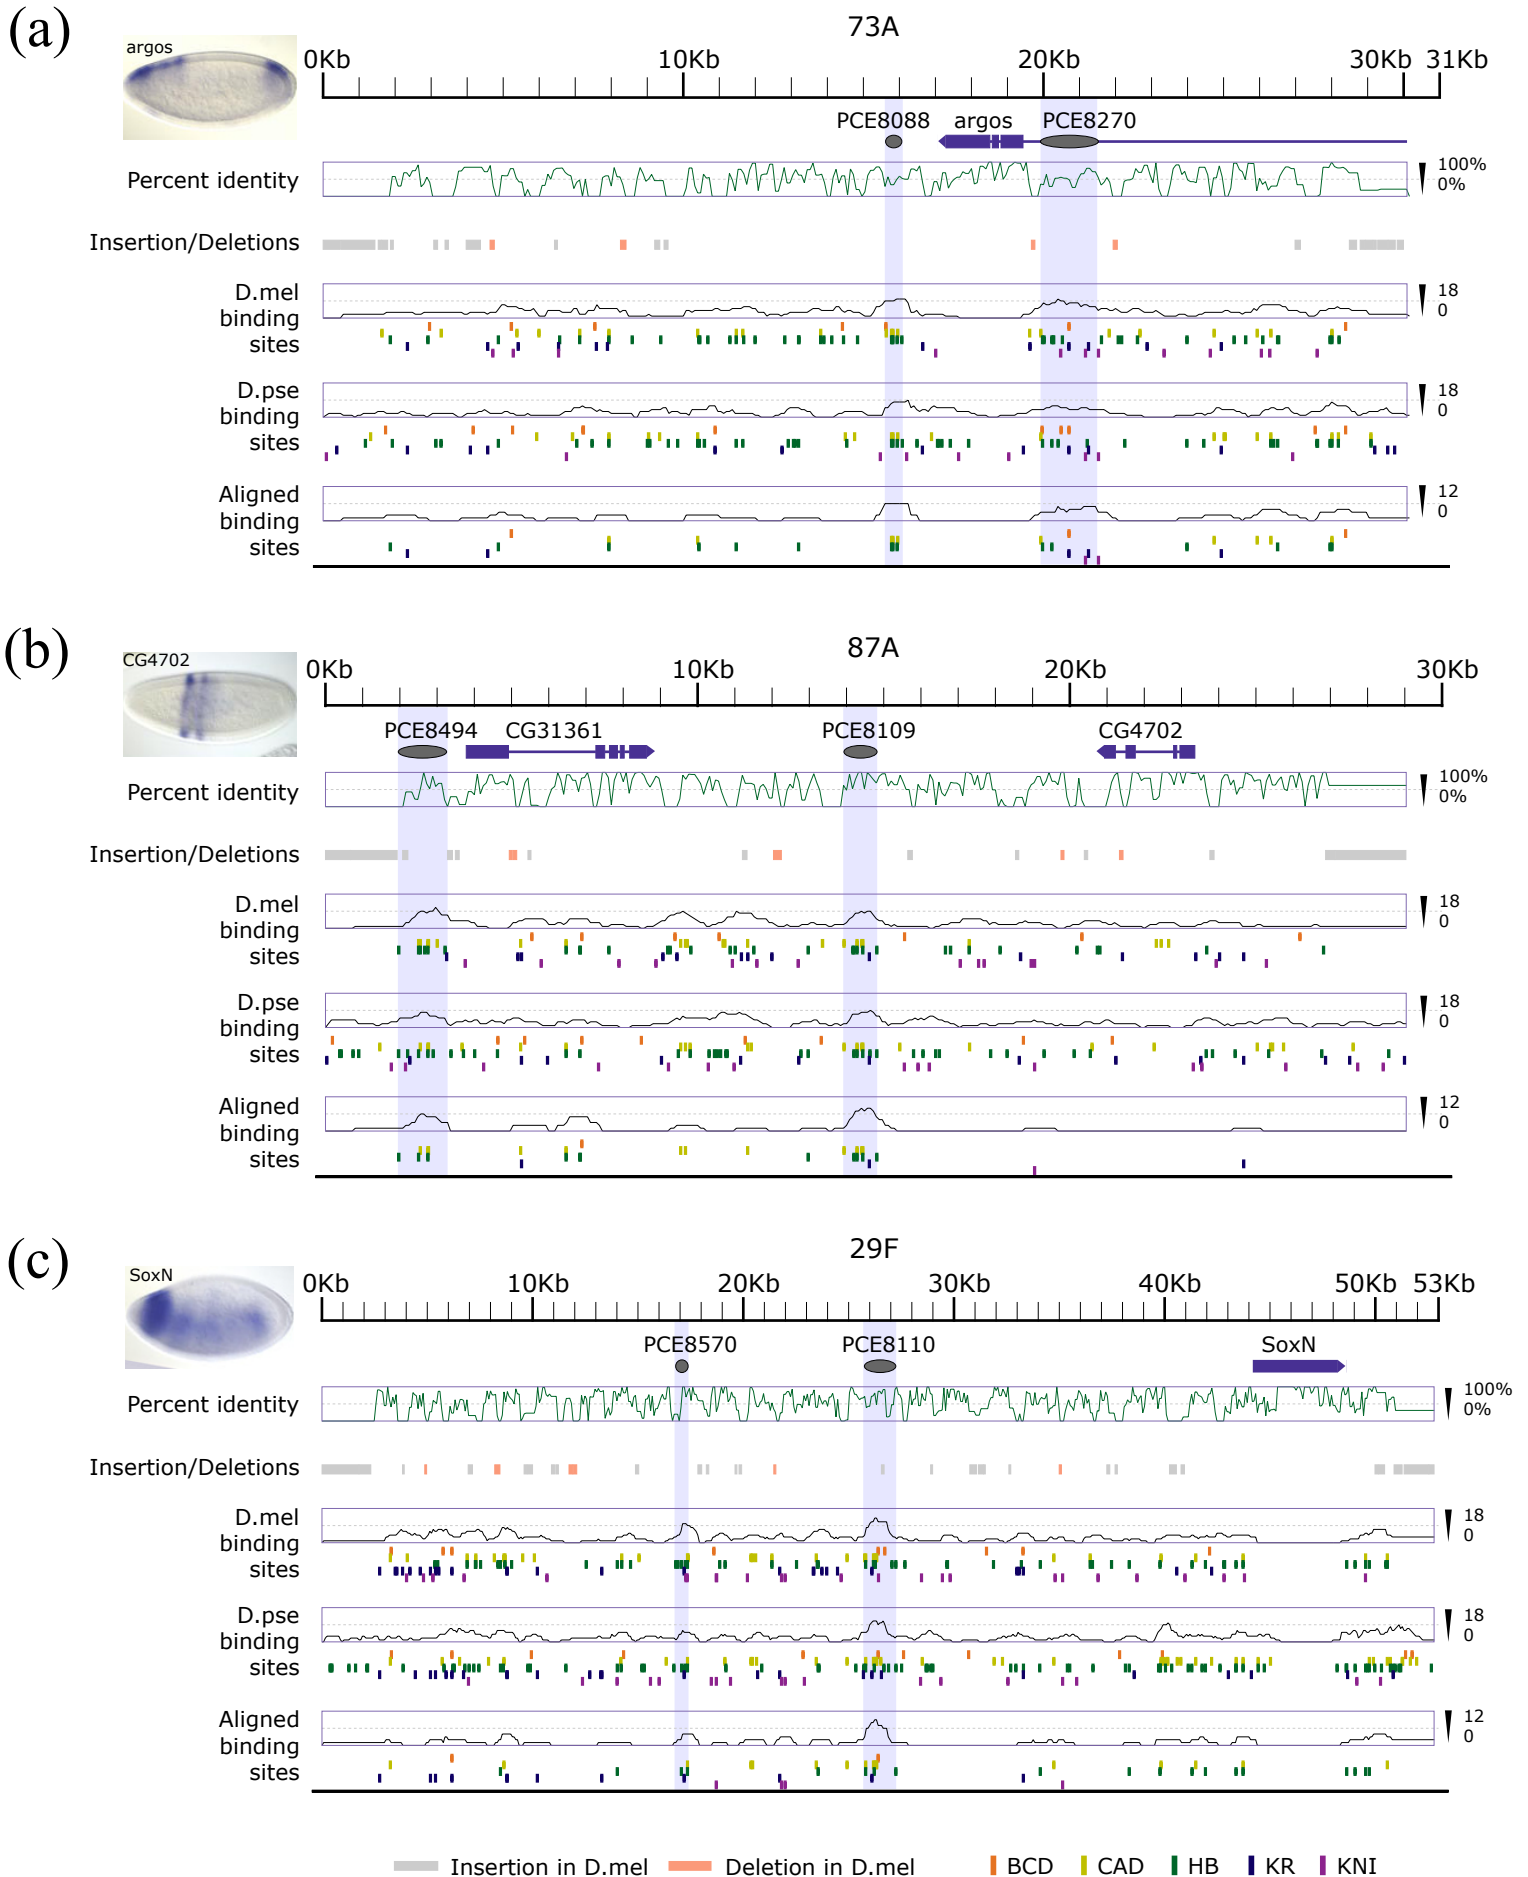 (a)
73A
argos
0Kb 10Kb 20Kb 30Kb 31Kb
PCE8088 argos PCE8270
Percent identity
100%
0%
Insertion/Deletions
D.mel
binding
sites
18
0
D.pse
binding
sites
18
0
Aligned
binding
sites
12
0
(b)
87A
CG4702
0Kb 10Kb 20Kb 30Kb
PCE8494 CG31361 PCE8109 CG4702
Percent identity
100%
0%
Insertion/Deletions
D.mel
binding
sites
18
0
D.pse
binding
sites
18
0
Aligned
binding
sites
12
0
(c)
29F
SoxN
0Kb 10Kb 20Kb 30Kb 40Kb 50Kb 53Kb
PCE8570 PCE8110 SoxN
Percent identity
100%
0%
Insertion/Deletions
D.mel
binding
sites
18
0
D.pse
binding
sites
18
0
Aligned
binding
sites
12
0
Insertion in D.mel Deletion in D.mel BCD CAD HB KR KNI